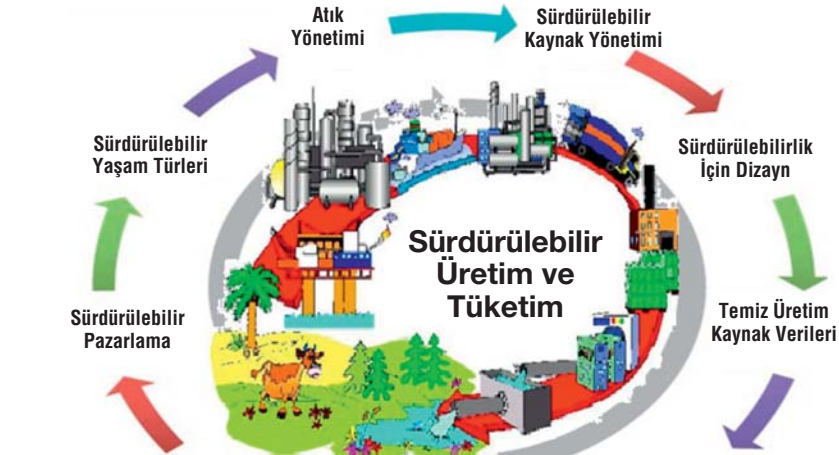 Atık
Yönetimi
Sürdürülebilir
Kaynak Yönetimi
Sürdürülebilirlik
İçin Dizayn
Temiz Üretim
Kaynak Verileri
Sürdürülebilir
Pazarlama
Sürdürülebilir
Yaşam Türleri
Sürdürülebilir
Üretim ve
Tüketim